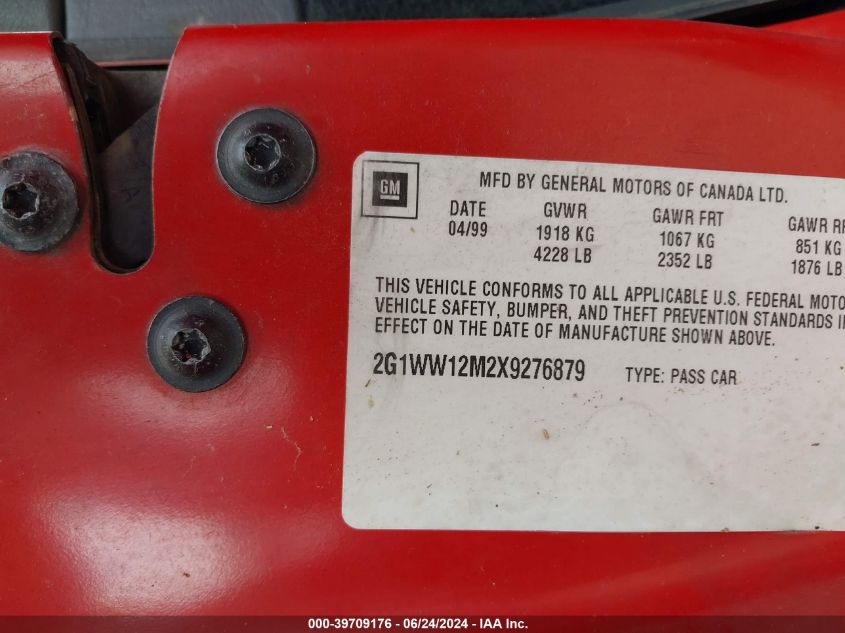 GM
MFD BY GENERAL MOTORS OF CANADA LTD.
DATE GVWR GAWR FRT GAWR
04/99 1918 KG 1067 KG 851 KG
4228 LB 2352 LB 1876 LB
THIS VEHICLE CONFORMS TO ALL APPLICABLE U.S. FEDERAL
VEHICLE SAFETY, BUMPER, AND THEFT PREVENTION STANDARDS
EFFECT ON THE DATE OF MANUFACTURE SHOWN ABOVE.
2G1WW12M2X9276879 TYPE: PASS CAR
000-39709176 / 06/24/2024 - IAA Inc.